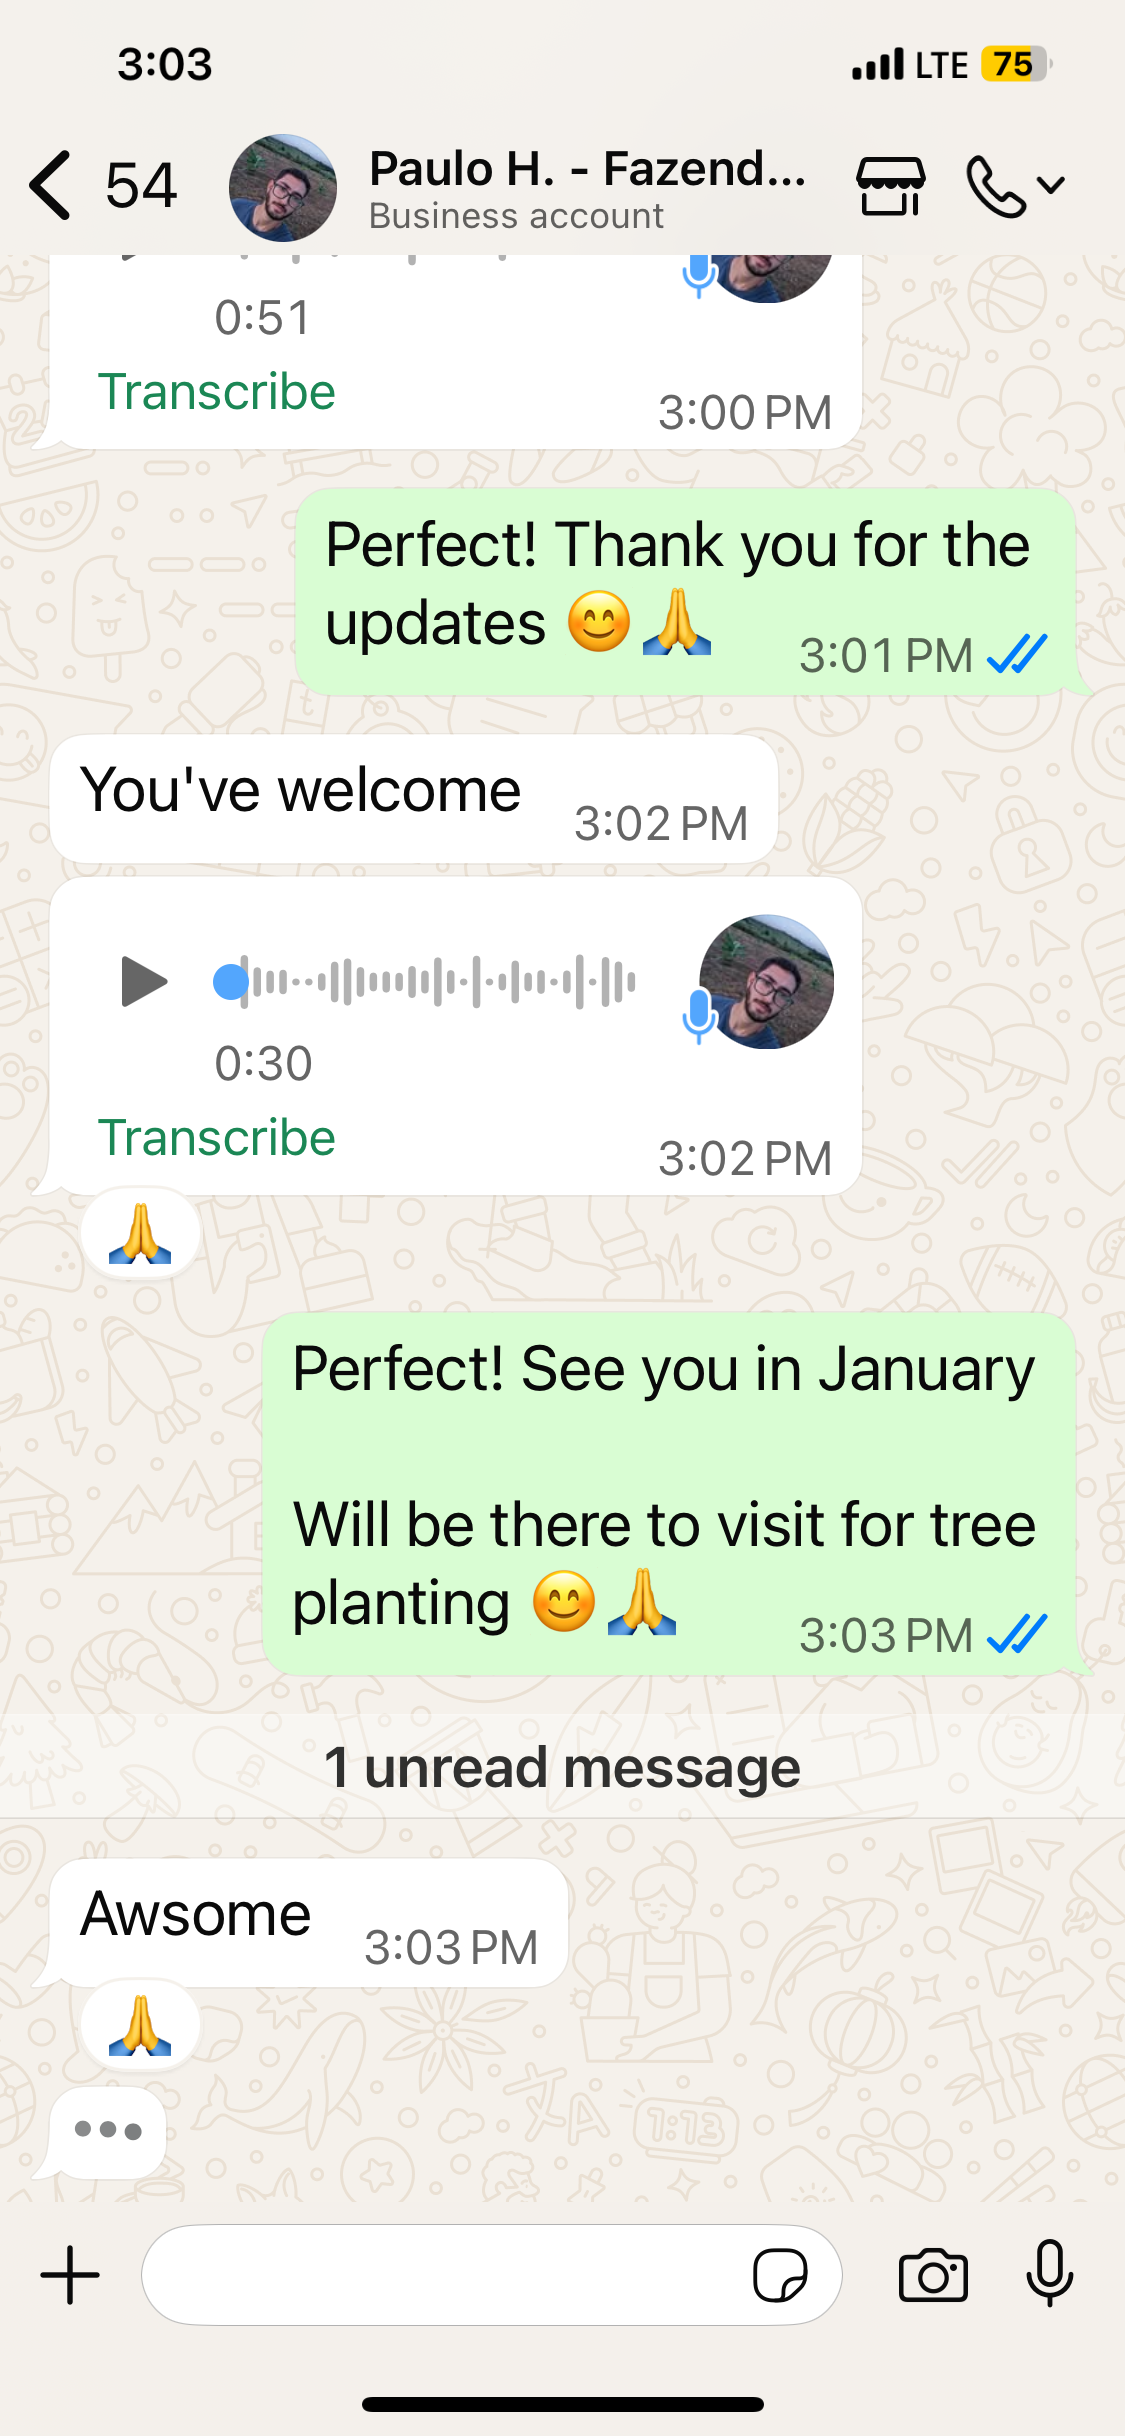 3:03
LTE 75
54
Paulo H. - Fazend...
Business account
0:51
Transcribe
3:00 PM
Perfect! Thank you for the
updates 😊🙏
3:01 PM
You've welcome
3:02 PM
0:30
Transcribe
3:02 PM
🙏
Perfect! See you in January
Will be there to visit for tree
planting 😊🙏
3:03 PM
1 unread message
Awsome
3:03 PM
🙏